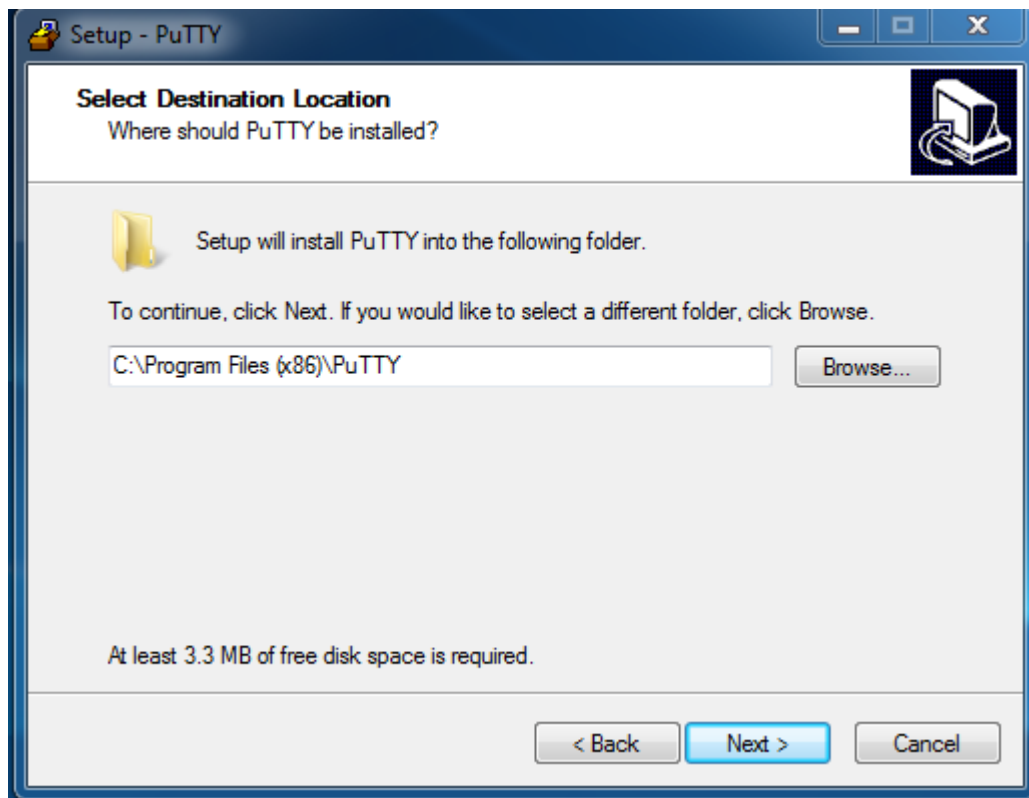 Setup - PuTTY
Select Destination Location
Where should PuTTY be installed?
Setup will install PuTTY into the following folder.
To continue, click Next. If you would like to select a different folder, click Browse.
C:\Program Files (x86)\PuTTY
Browse...
At least 3.3 MB of free disk space is required.
< Back
Next >
Cancel